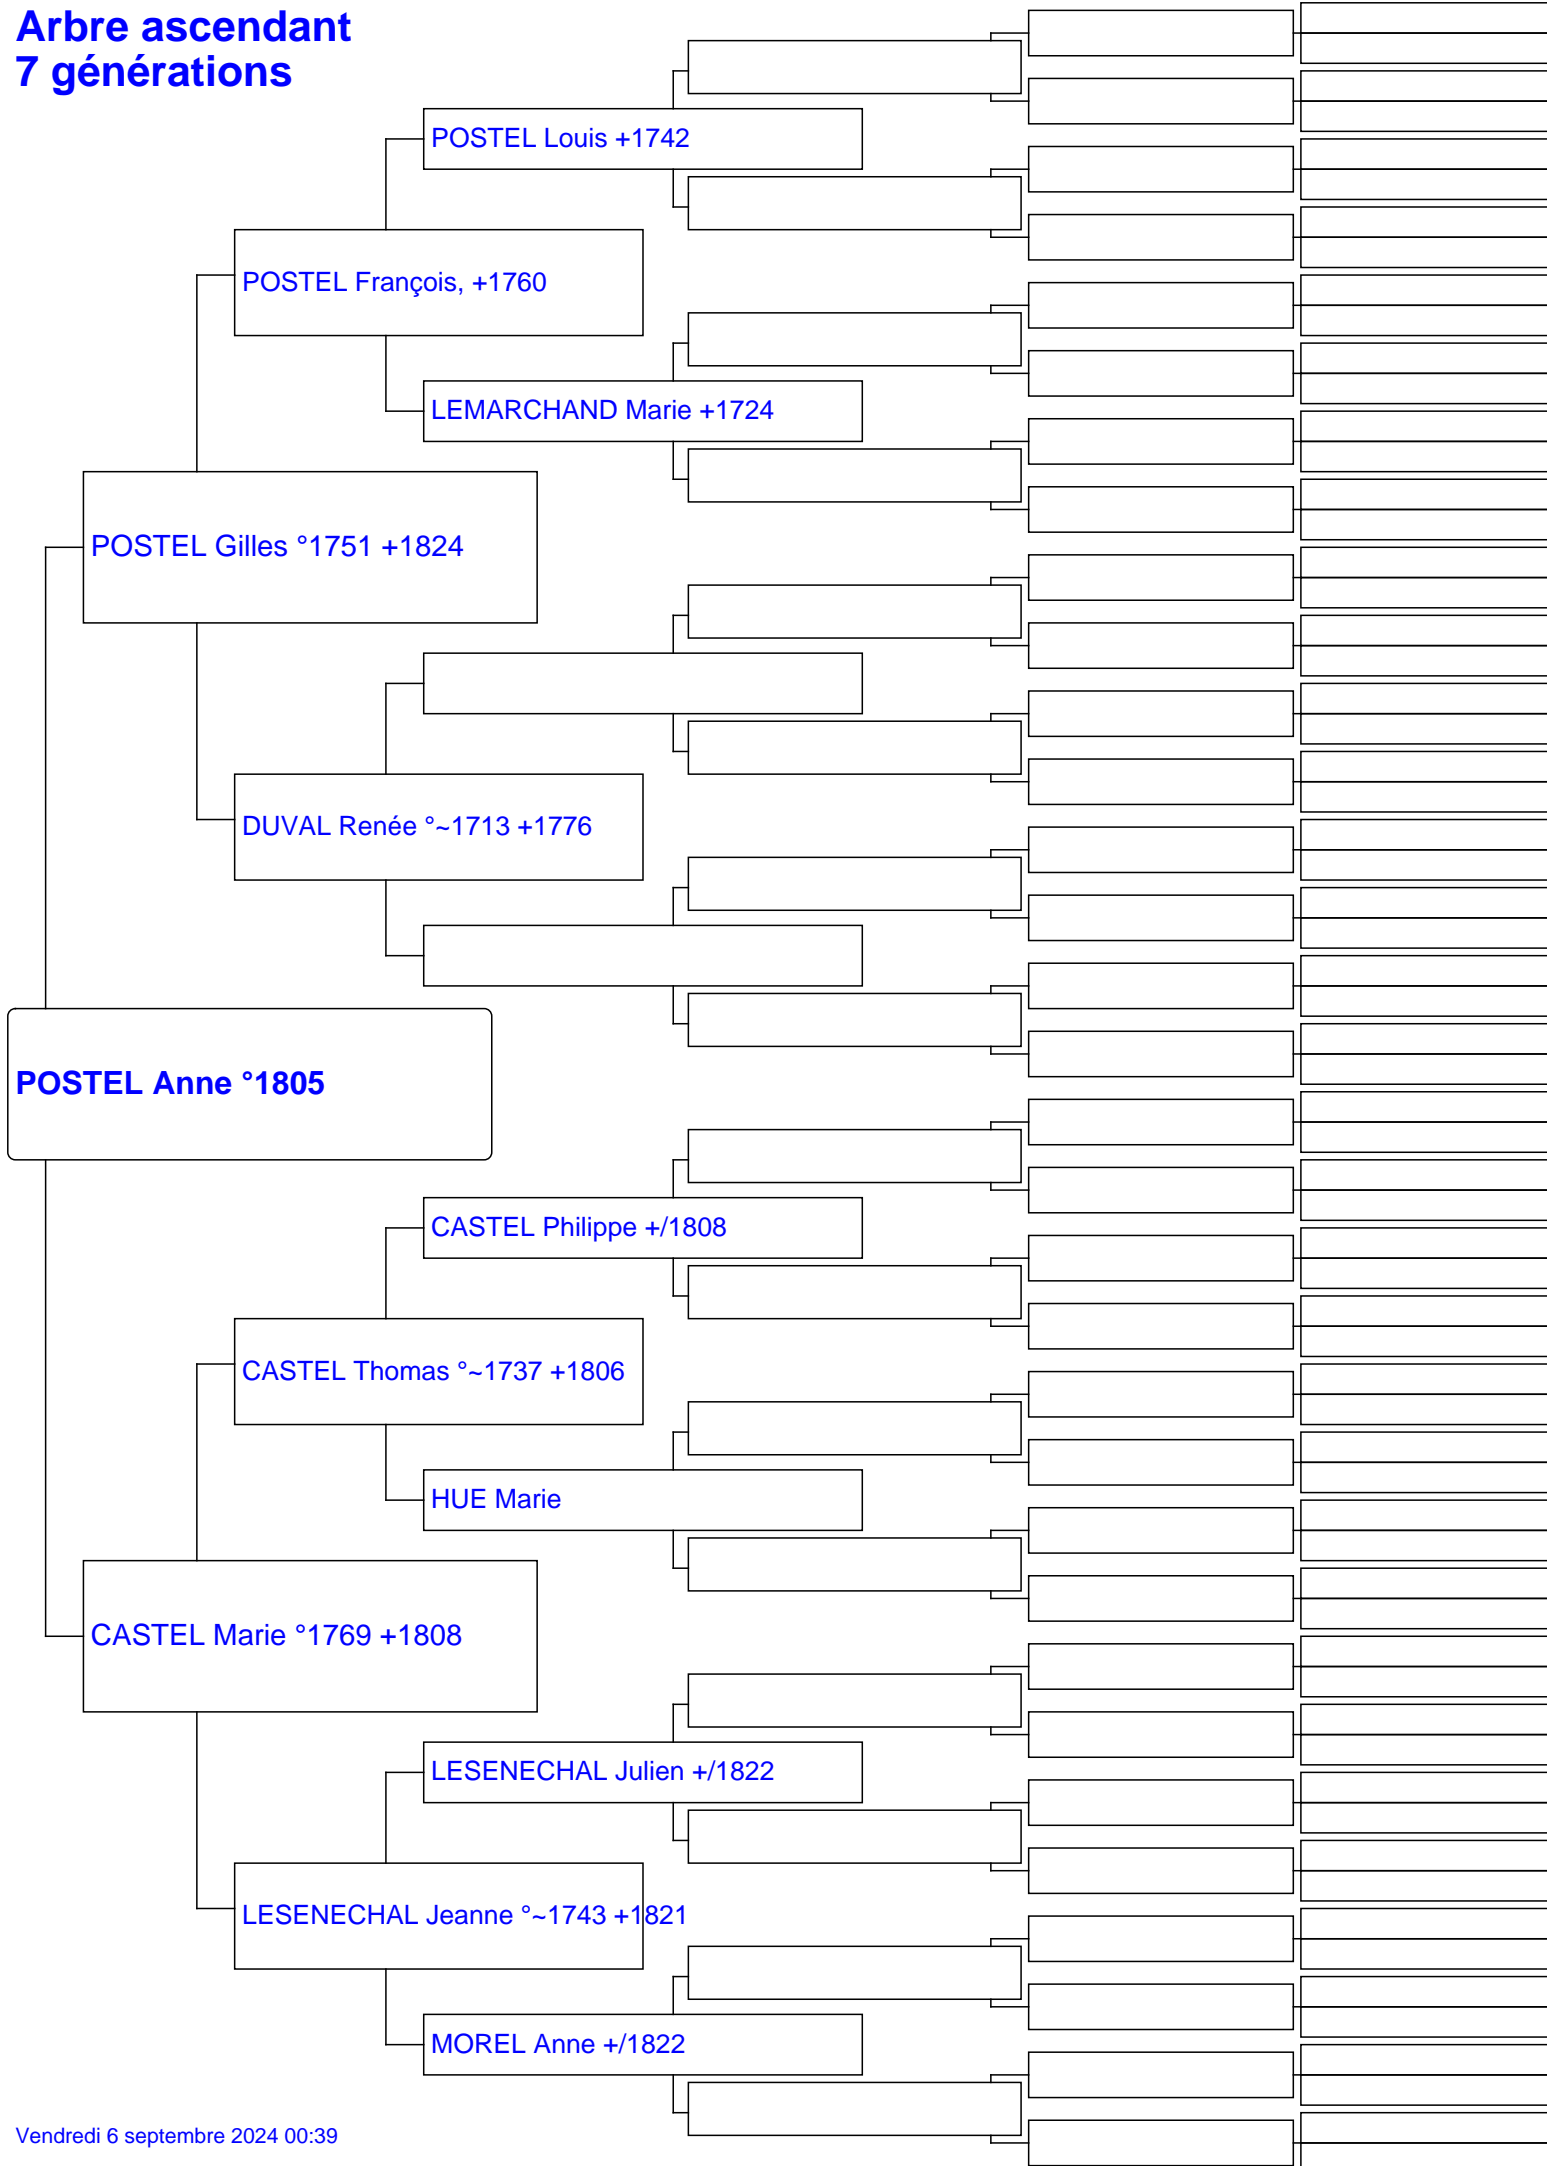 Arbre ascendant
7 générations
POSTEL Louis +1742
POSTEL François, +1760
LEMARCHAND Marie +1724
POSTEL Gilles °1751 +1824
DUVAL Renée °~1713 +1776
POSTEL Anne °1805
CASTEL Philippe +/1808
CASTEL Thomas °~1737 +1806
HUE Marie
CASTEL Marie °1769 +1808
LESENECHAL Julien +/1822
LESENECHAL Jeanne °~1743 +1821
MOREL Anne +/1822
Vendredi 6 septembre 2024 00:39